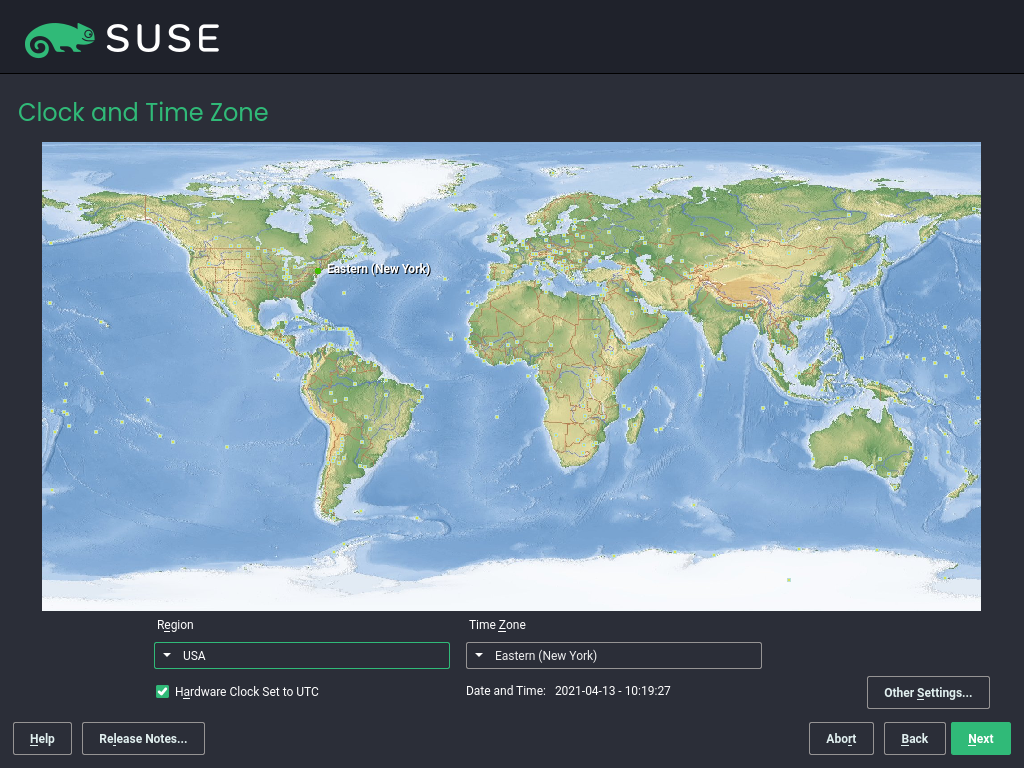 SUSE
Clock and Time Zone
Eastern (New York)
Region
Time Zone
USA
Eastern (New York)
Hardware Clock Set to UTC
Date and Time: 2021-04-13 - 10:19:27
Other Settings...
Help
Release Notes...
Abort
Back
Next